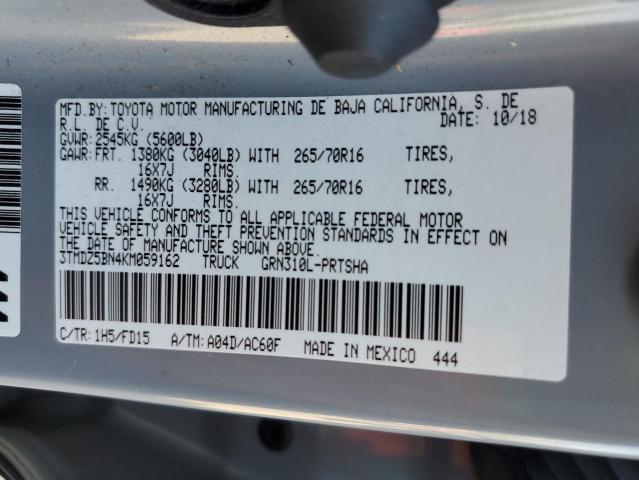 MFD.BY:TOYOTA MOTOR MANUFACTURING DE BAJA CALIFORNIA, S. DE
R.L. DE C.V. DATE: 10/18
GVWR:2545KG (5600LB)
GAWR:FRT. 1380KG (3040LB) WITH 265/70R16 TIRES,
16X7J RIMS.
RR. 1490KG (3280LB) WITH 265/70R16 TIRES,
16X7J RIMS.
THIS VEHICLE CONFORMS TO ALL APPLICABLE FEDERAL MOTOR
VEHICLE SAFETY AND THEFT PREVENTION STANDARDS IN EFFECT
ON THE DATE OF MANUFACTURE SHOWN ABOVE.
3TMDZ5BN4KM059162 TRUCK GRN310L-PRTSHA
C/TR: 1H5/FD15 A/TM: A04D/AC60F MADE IN MEXICO 444